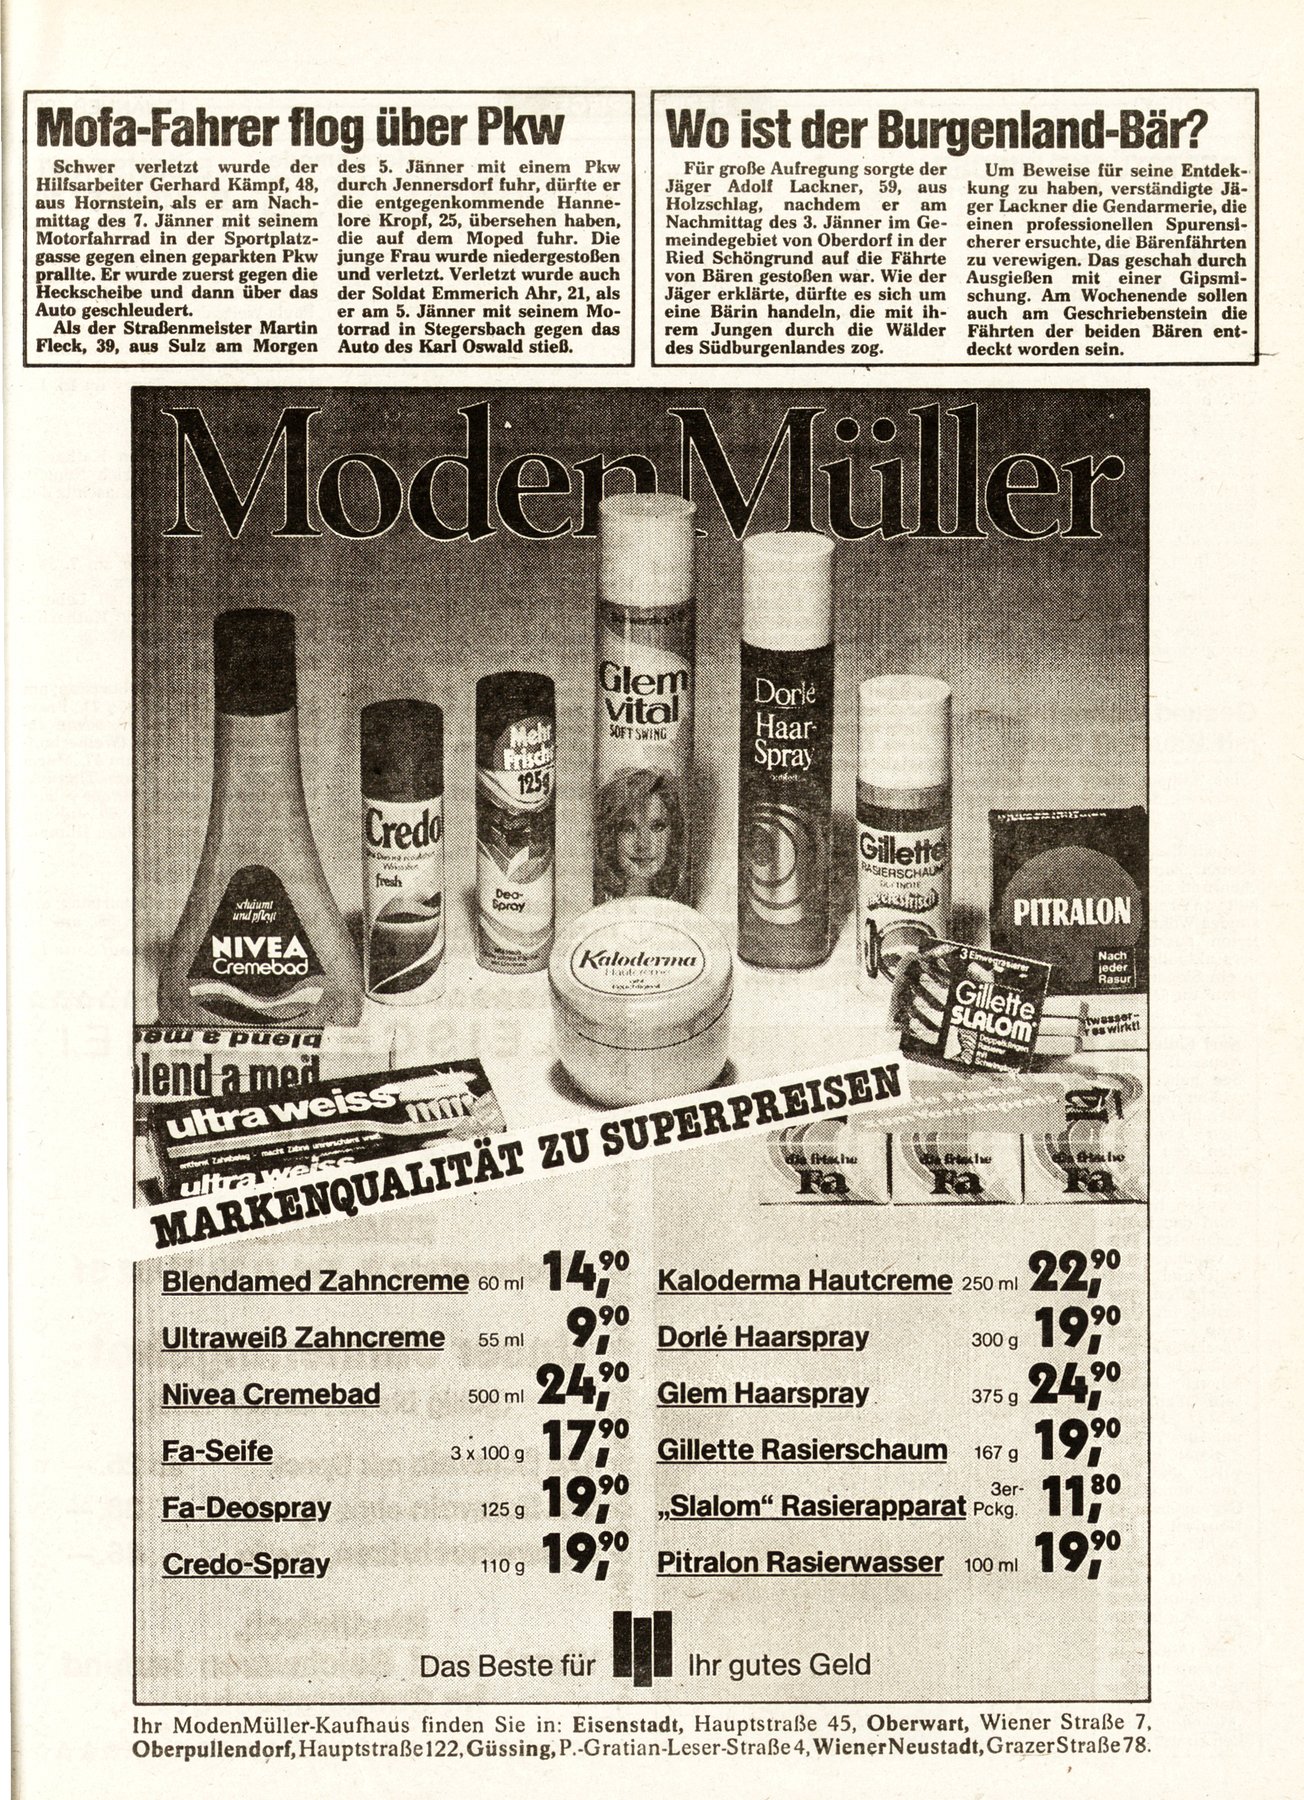 Mofa-Fahrer flog über Pkw
Schwer verletzt wurde der
Hilfsarbeiter Gerhard Kämpf, 48,
aus Hornstein, als er am Nach-
mittag des 7. Jänner mit seinem
Motorfahrrad in der Sportplatz-
gasse gegen einen geparkten Pkw
prallte. Er wurde zuerst gegen die
Heckscheibe und dann über das
Auto geschleudert.
Als der Straßenmeister Martin
Fleck, 39, aus Sulz am Morgen
des 5. Jänner mit einem Pkw
durch Jennersdorf fuhr, dürfte er
die entgegenkommende Hanne-
lore Kropf, 25, übersehen haben,
die auf dem Moped fuhr. Die
junge Frau wurde niedergestoßen
und verletzt. Verletzt wurde auch
der Soldat Emmerich Ahr, 21, als
er am 5. Jänner mit seinem Mo-
torrad in Stegersbach gegen das
Auto des Karl Oswald stieß.
Wo ist der Burgenland-Bär?
Für große Aufregung sorgte der
Jäger Adolf Lackner, 59, aus
Holzschlag, nachdem er am
Nachmittag des 3. Jänner im Ge-
meindegebiet von Oberdorf in der
Ried Schöngrund auf die Fährte
von Bären gestoßen war. Wie der
Jäger erklärte, dürfte es sich um
eine Bärin handeln, die mit ih-
rem Jungen durch die Wälder
des Südburgenlandes zog.
Um Beweise für seine Entdek-
kung zu haben, verständigte Jä-
ger Lackner die Gendarmerie, die
einen professionellen Spurensi-
cherer ersuchte, die Bärenfährten
zu verewigen. Das geschah durch
Ausgießen mit einer Gipsmi-
schung. Am Wochenende sollen
auch am Geschriebenstein die
Fährten der beiden Bären ent-
deckt worden sein.
ModenMüller
schäumt
und pflegt
NIVEA
Cremebad
Credo
fresh
Mehr
Frische
125g
Deo-
Spray
Glem
vital
SOFT SWING
Dorlé
Haar-
Spray
Gillette
RASIERSCHAUM
meeresfrisch
PITRALON
Nach
jeder
Rasur
Kaloderma
Hautcreme
3 Einwegrasierer
Gillette
SLALOM
blend a med
ultra weiss
ultra weiss
die frische
Fa
die frische
Fa
die frische
Fa
MARKENQUALITÄT ZU SUPERPREISEN
Blendamed Zahncreme 60 ml 14,90
Ultraweiß Zahncreme 55 ml 9,90
Nivea Cremebad 500 ml 24,90
Fa-Seife 3 x 100 g 17,90
Fa-Deospray 125 g 19,90
Credo-Spray 110 g 19,90
Kaloderma Hautcreme 250 ml 22,90
Dorlé Haarspray 300 g 19,90
Glem Haarspray 375 g 24,90
Gillette Rasierschaum 167 g 19,90
„Slalom“ Rasierapparat 3er-Pckg. 11,80
Pitralon Rasierwasser 100 ml 19,90
Das Beste für Ihr gutes Geld
Ihr ModenMüller-Kaufhaus finden Sie in: Eisenstadt, Hauptstraße 45, Oberwart, Wiener Straße 7,
Oberpullendorf, Hauptstraße 122, Güssing, P.-Gratian-Leser-Straße 4, Wiener Neustadt, Grazer Straße 78.